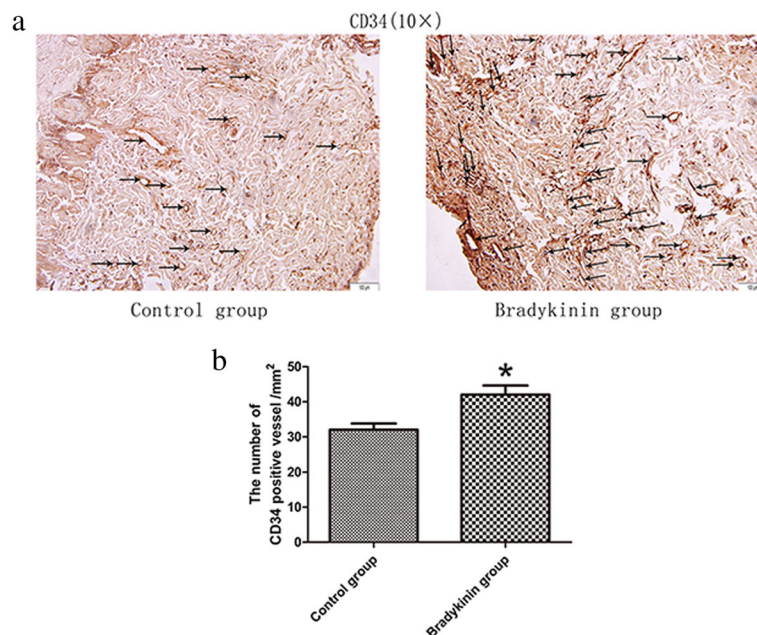 a
CD34(10×)
Control group
Bradykinin group
b
The number of
CD34 positive vessel /mm²
50
40
30
20
10
0
*
Control group
Bradykinin group